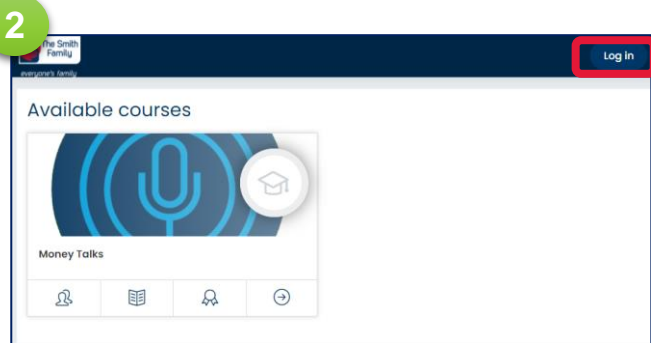 2
The Smith
Family
everyone's family
Log in
Available courses
Money Talks